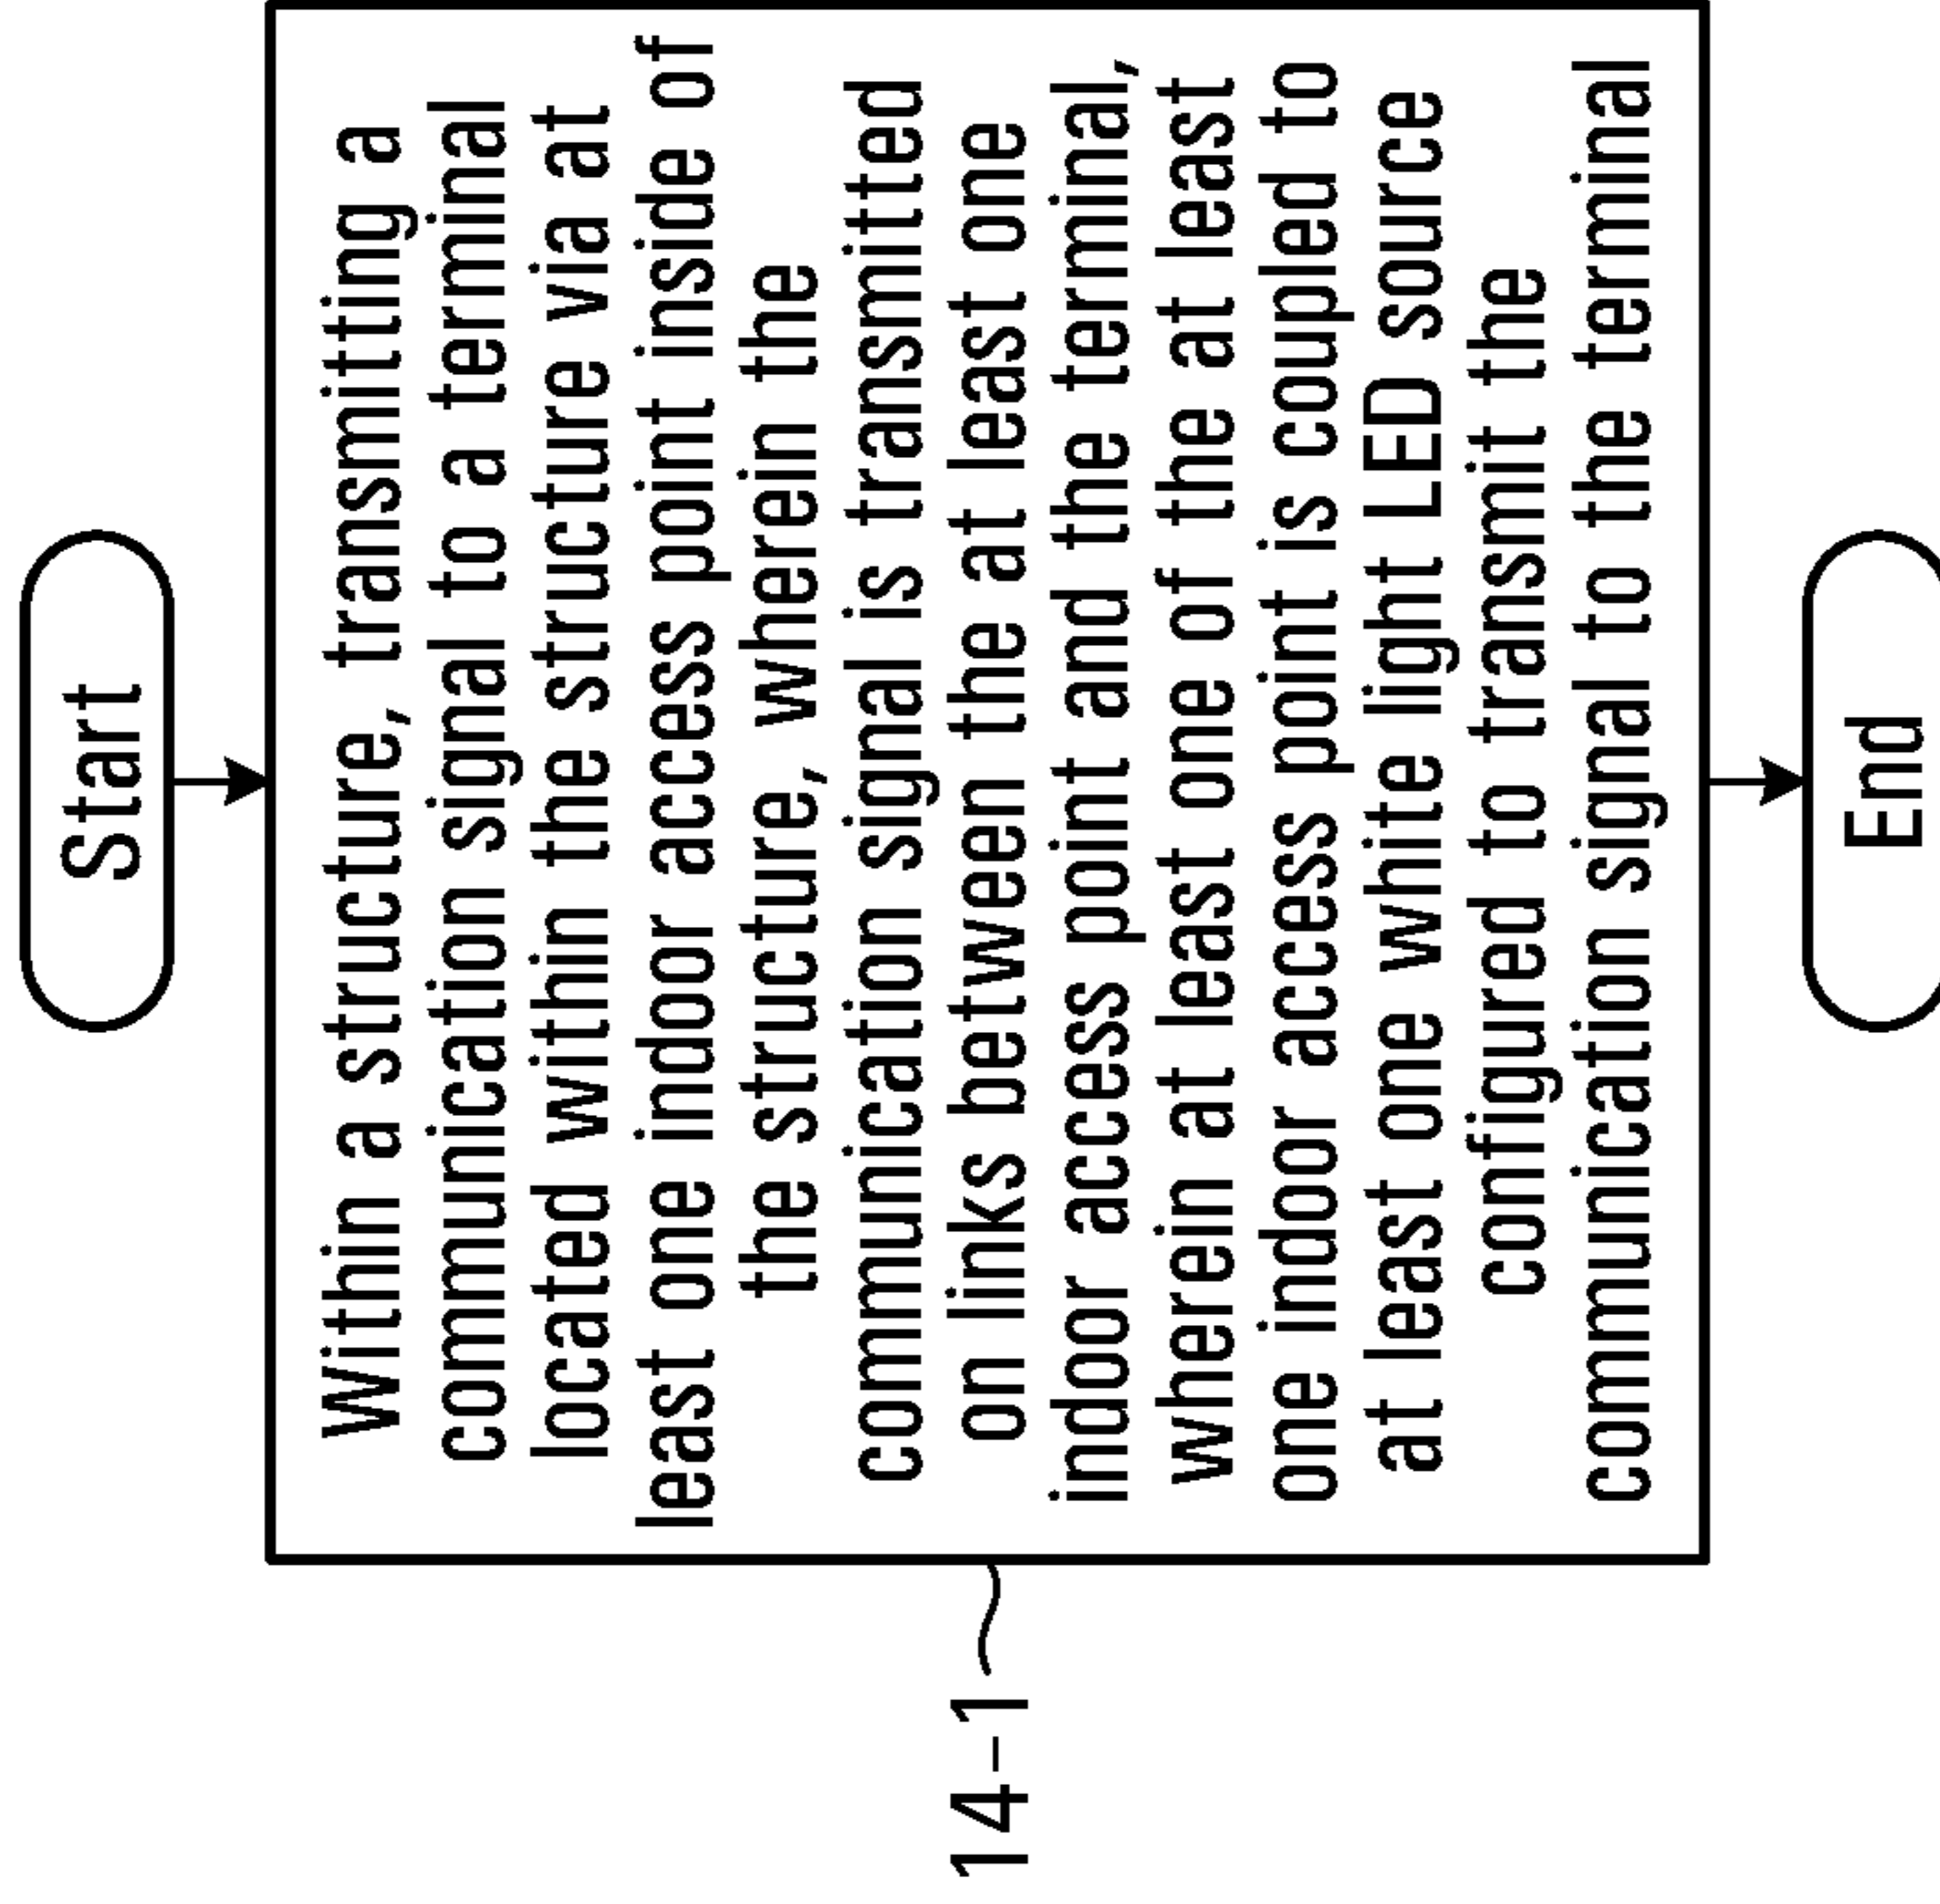 Start
Within a structure, transmitting a
communication signal to a terminal
located within the structure via at
least one indoor access point inside of
the structure, wherein the
communication signal is transmitted
on links between the at least one
indoor access point and the terminal,
wherein at least one of the at least
one indoor access point is coupled to
at least one white light LED source
configured to transmit the
communication signal to the terminal
14-1
End